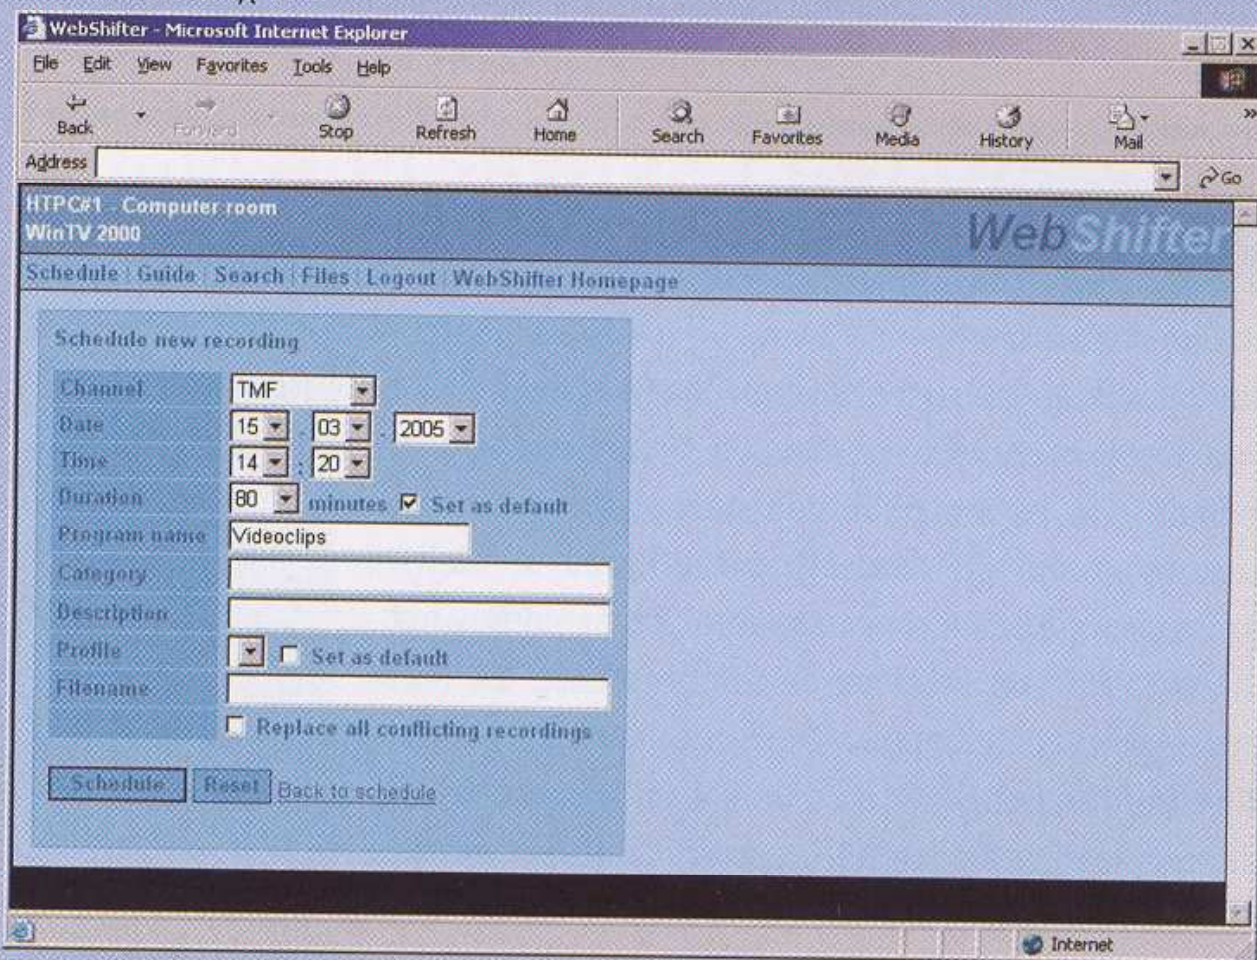 WebShifter - Microsoft Internet Explorer
File Edit View Favorites Tools Help
Back Forward Stop Refresh Home Search Favorites Media History Mail »
Address Go
HTPC#1 - Computer room
WinTV 2000
WebShifter
Schedule | Guide | Search | Files | Logout | WebShifter Homepage
Schedule new recording
Channel TMF
Date 15 . 03 . 2005
Time 14 : 20
Duration 80 minutes Set as default
Program name Videoclips
Category
Description
Profile Set as default
Filename
Replace all conflicting recordings
Schedule Reset Back to schedule
Internet